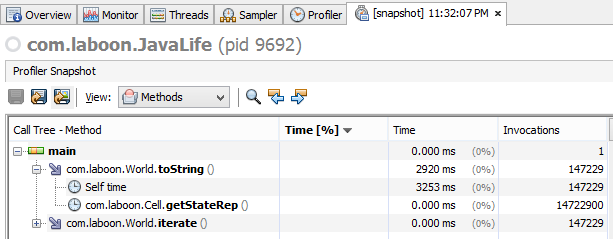 Overview Monitor Threads Sampler Profiler [snapshot] 11:32:07 PM ×
com.laboon.JavaLife (pid 9692)
Profiler Snapshot
View: Methods
Call Tree - Method Time [%] Time Invocations
main 0.000 ms (0%) 1
com.laboon.World.toString () 2920 ms (0%) 147229
Self time 3253 ms (0%) 147229
com.laboon.Cell.getStateRep () 0.000 ms (0%) 14722900
com.laboon.World.iterate () 0.000 ms (0%) 147229